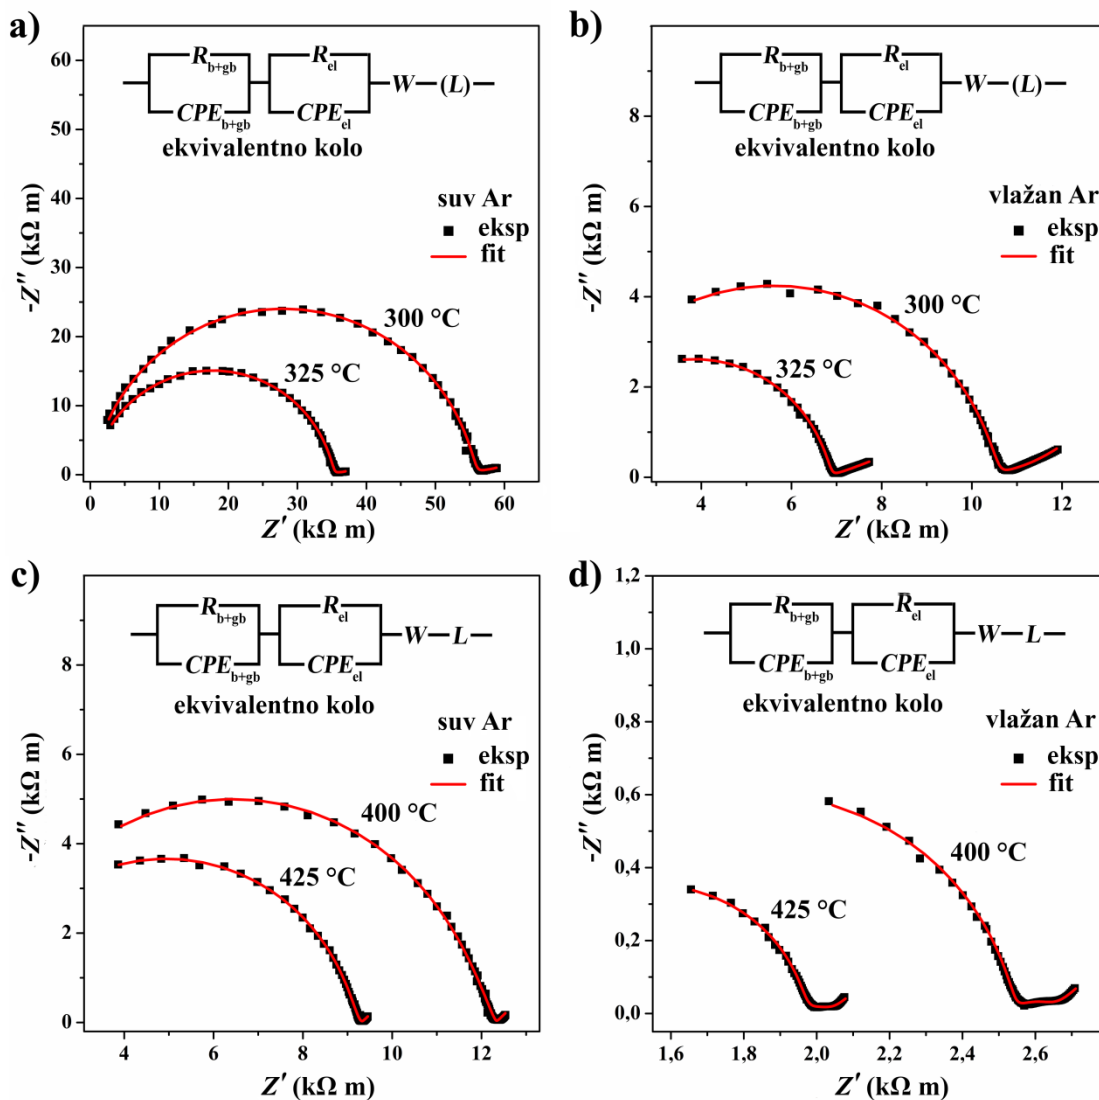 a)
R b+gb
R el
CPE b+gb
CPE el
W
(L)
ekvivalentno kolo
suv Ar
eksp
fit
300 °C
325 °C
60
50
40
30
20
10
0
-Z″ (kΩ m)
0 10 20 30 40 50 60
Z′ (kΩ m)
b)
R b+gb
R el
CPE b+gb
CPE el
W
(L)
ekvivalentno kolo
vlažan Ar
eksp
fit
300 °C
325 °C
8
6
4
2
0
-Z″ (kΩ m)
4 6 8 10 12
Z′ (kΩ m)
c)
R b+gb
R el
CPE b+gb
CPE el
W
L
ekvivalentno kolo
suv Ar
eksp
fit
400 °C
425 °C
8
6
4
2
0
-Z″ (kΩ m)
4 6 8 10 12
Z′ (kΩ m)
d)
R b+gb
R el
CPE b+gb
CPE el
W
L
ekvivalentno kolo
vlažan Ar
eksp
fit
400 °C
425 °C
1,2
1,0
0,8
0,6
0,4
0,2
0,0
-Z″ (kΩ m)
1,6 1,8 2,0 2,2 2,4 2,6
Z′ (kΩ m)